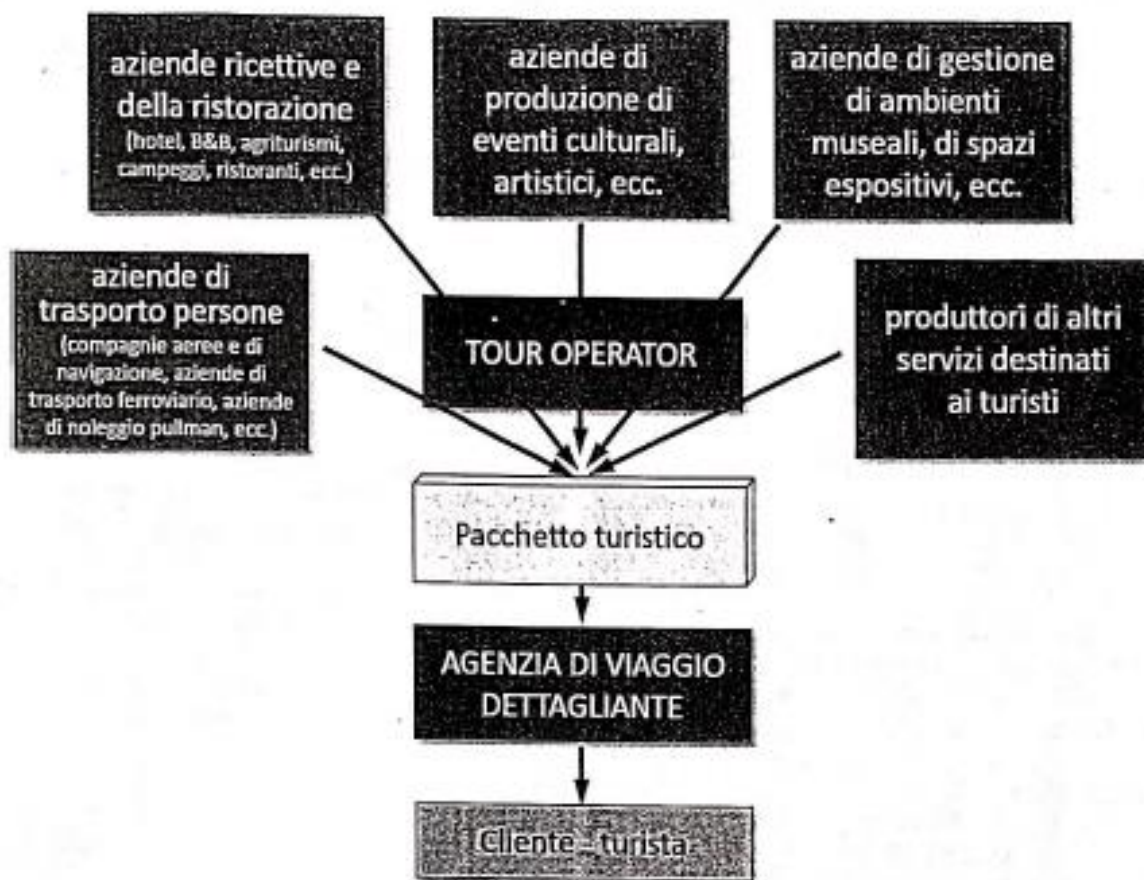 aziende ricettive e
della ristorazione
(hotel, B&B, agriturismi,
campeggi, ristoranti, ecc.)
aziende di
produzione di
eventi culturali,
artistici, ecc.
aziende di gestione
di ambienti
museali, di spazi
espositivi, ecc.
aziende di
trasporto persone
(compagnie aeree e di
navigazione, aziende di
trasporto ferroviario, aziende
di noleggio pullman, ecc.)
TOUR OPERATOR
produttori di altri
servizi destinati
ai turisti
Pacchetto turistico
AGENZIA DI VIAGGIO
DETTAGLIANTE
Cliente - turista